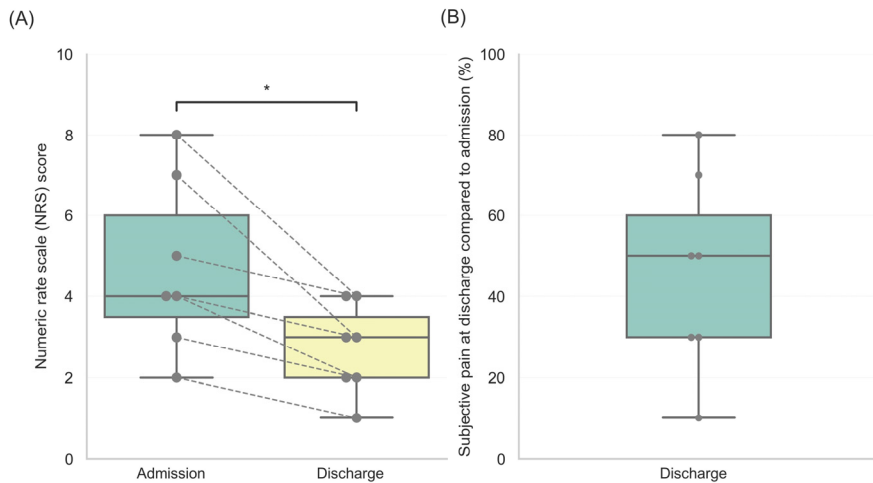 (A)
Numeric rate scale (NRS) score
10
8
6
4
2
0
*
Admission
Discharge
(B)
Subjective pain at discharge compared to admission (%)
100
80
60
40
20
0
Discharge